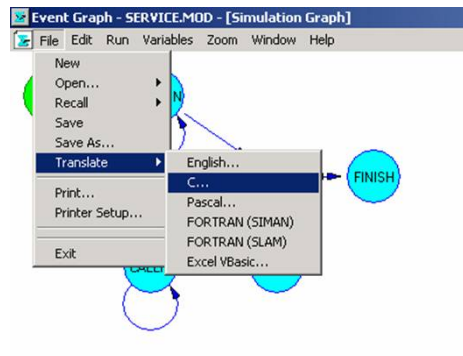 Event Graph - SERVICE.MOD - [Simulation Graph]
File Edit Run Variables Zoom Window Help
New
Open...
Recall
Save
Save As...
Translate
English...
C...
FINISH
Pascal...
Print...
FORTRAN (SIMAN)
Printer Setup...
FORTRAN (SLAM)
Exit
Excel VBasic...